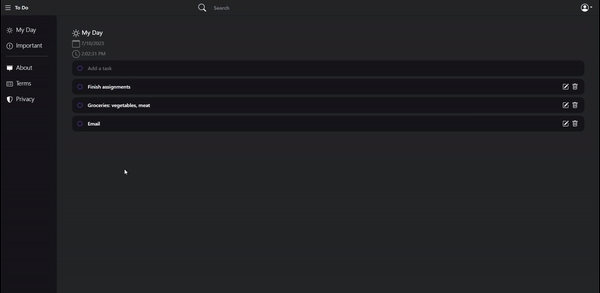 To Do
Search
My Day
Important
About
Terms
Privacy
My Day
7/10/2023
2:02:31 PM
Add a task
Finish assignments
Groceries: vegetables, meat
Email